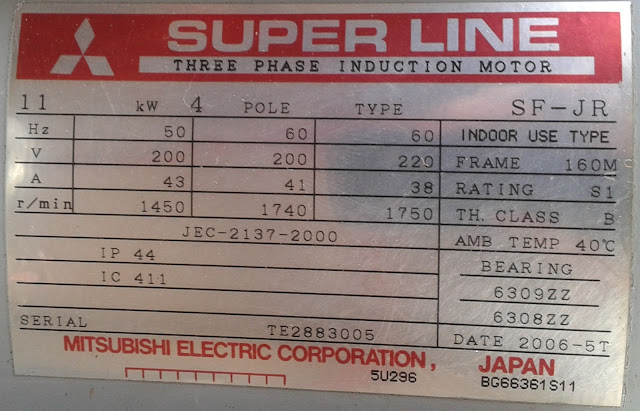 SUPER LINE
THREE PHASE INDUCTION MOTOR
11 kW 4 POLE TYPE SF-JR
Hz 50 60 60 INDOOR USE TYPE
V 200 200 220 FRAME 160M
A 43 41 38 RATING S1
r/min 1450 1740 1750 TH. CLASS B
JEC-2137-2000 AMB TEMP 40℃
IP 44 BEARING
IC 411 6309ZZ
6308ZZ
SERIAL TE2883005 DATE 2006-5T
MITSUBISHI ELECTRIC CORPORATION, JAPAN
5U296 BG66361S11